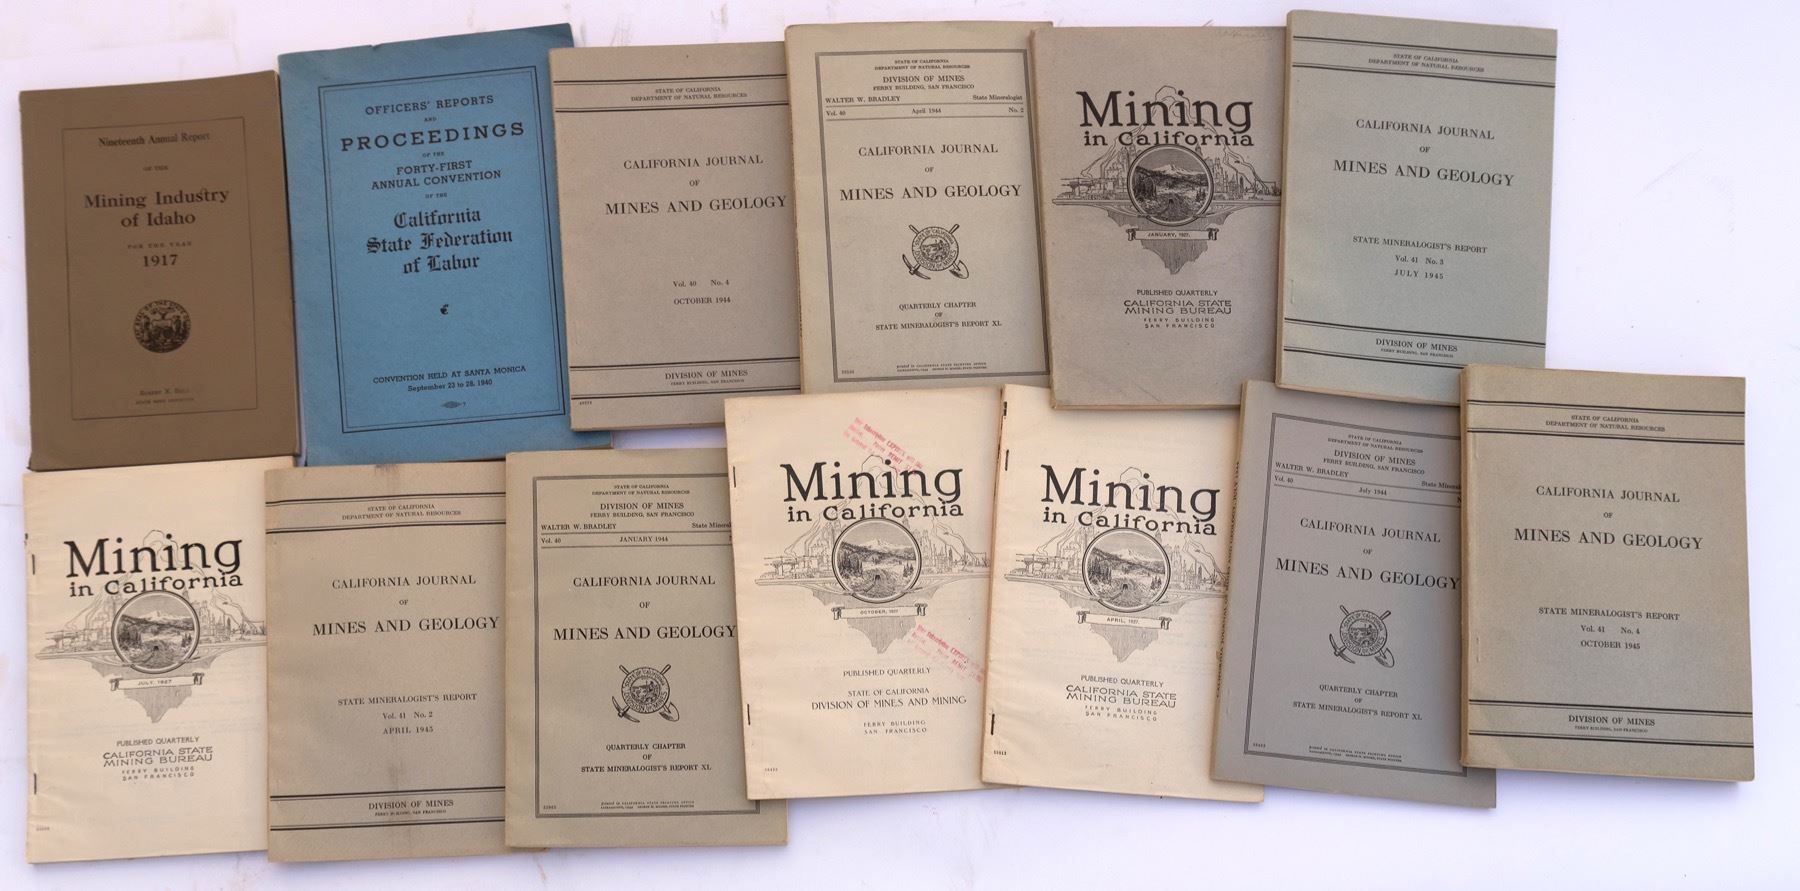 Nineteenth Annual Report
OF THE
Mining Industry
of Idaho
FOR THE YEAR
1917
ROBERT N. BELL
STATE MINE INSPECTOR
OFFICERS' REPORTS
AND
PROCEEDINGS
OF THE
FORTY-FIRST
ANNUAL CONVENTION
OF THE
California
State Federation
of Labor
CONVENTION HELD AT SANTA MONICA
September 23 to 28, 1940
STATE OF CALIFORNIA
DEPARTMENT OF NATURAL RESOURCES
CALIFORNIA JOURNAL
OF
MINES AND GEOLOGY
Vol. 40 No. 4
OCTOBER 1944
DIVISION OF MINES
FERRY BUILDING, SAN FRANCISCO
STATE OF CALIFORNIA
DEPARTMENT OF NATURAL RESOURCES
DIVISION OF MINES
FERRY BUILDING, SAN FRANCISCO
WALTER W. BRADLEY State Mineralogist
Vol. 40 April 1944 No. 2
CALIFORNIA JOURNAL
OF
MINES AND GEOLOGY
QUARTERLY CHAPTER
OF
STATE MINERALOGIST'S REPORT XL
Mining
in California
JANUARY, 1927.
PUBLISHED QUARTERLY
CALIFORNIA STATE
MINING BUREAU
FERRY BUILDING
SAN FRANCISCO
STATE OF CALIFORNIA
DEPARTMENT OF NATURAL RESOURCES
CALIFORNIA JOURNAL
OF
MINES AND GEOLOGY
STATE MINERALOGIST'S REPORT
Vol. 41 No. 3
JULY 1945
DIVISION OF MINES
FERRY BUILDING, SAN FRANCISCO
Mining
in California
JULY, 1927
PUBLISHED QUARTERLY
CALIFORNIA STATE
MINING BUREAU
FERRY BUILDING
SAN FRANCISCO
STATE OF CALIFORNIA
DEPARTMENT OF NATURAL RESOURCES
CALIFORNIA JOURNAL
OF
MINES AND GEOLOGY
STATE MINERALOGIST'S REPORT
Vol. 41 No. 2
APRIL 1945
DIVISION OF MINES
FERRY BUILDING, SAN FRANCISCO
STATE OF CALIFORNIA
DEPARTMENT OF NATURAL RESOURCES
DIVISION OF MINES
FERRY BUILDING, SAN FRANCISCO
WALTER W. BRADLEY State Mineral
Vol. 40 JANUARY 1944
CALIFORNIA JOURNAL
OF
MINES AND GEOLOGY
QUARTERLY CHAPTER
OF
STATE MINERALOGIST'S REPORT XL
Mining
in California
OCTOBER, 1927
PUBLISHED QUARTERLY
STATE OF CALIFORNIA
DIVISION OF MINES AND MINING
FERRY BUILDING
SAN FRANCISCO
Mining
in California
APRIL, 1927.
PUBLISHED QUARTERLY
CALIFORNIA STATE
MINING BUREAU
FERRY BUILDING
SAN FRANCISCO
STATE OF CALIFORNIA
DEPARTMENT OF NATURAL RESOURCES
DIVISION OF MINES
FERRY BUILDING, SAN FRANCISCO
WALTER W. BRADLEY State Mineral
Vol. 40 July 1944
CALIFORNIA JOURNAL
OF
MINES AND GEOLOGY
QUARTERLY CHAPTER
OF
STATE MINERALOGIST'S REPORT XL
STATE OF CALIFORNIA
DEPARTMENT OF NATURAL RESOURCES
CALIFORNIA JOURNAL
OF
MINES AND GEOLOGY
STATE MINERALOGIST'S REPORT
Vol. 41 No. 4
OCTOBER 1945
DIVISION OF MINES
FERRY BUILDING, SAN FRANCISCO